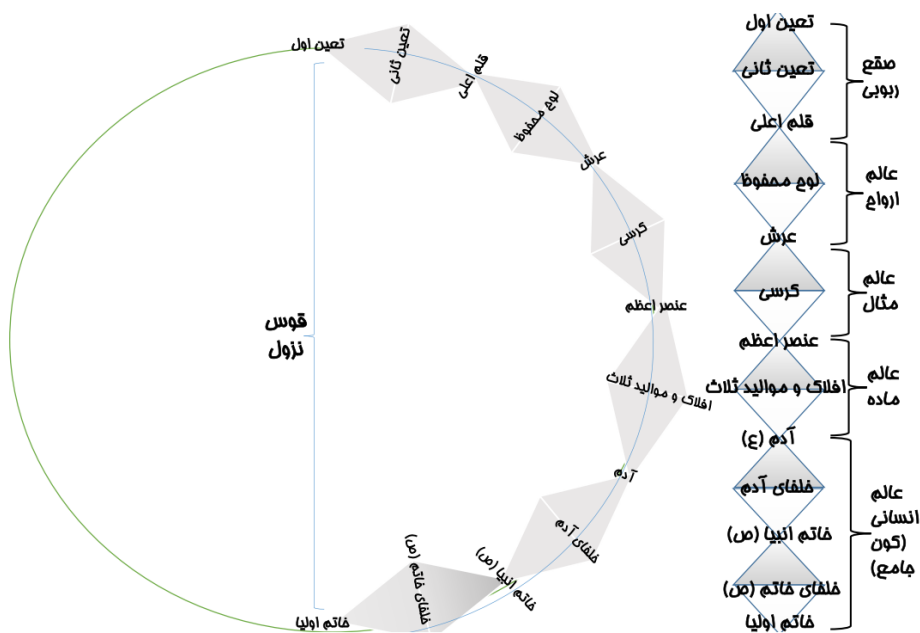 تعین اول
تعین ثانی
قلم اعلی
لوح محفوظ
عرش
کرسی
عنصر اعظم
افلاک و موالید ثلاث
آدم
خلفای آدم
خاتم انبیا (ص)
خلفای خاتم (ص)
خاتم اولیا
قوس
نزول
تعین اول
تعین ثانی
قلم اعلی
لوح محفوظ
عرش
کرسی
عنصر اعظم
افلاک و موالید ثلاث
آدم (ع)
خلفای آدم
خاتم انبیا (ص)
خلفای خاتم (ص)
خاتم اولیا
صقع
ربوبی
عالم
ارواح
عالم
مثال
عالم
ماده
عالم
انسانی
(کون
جامع)